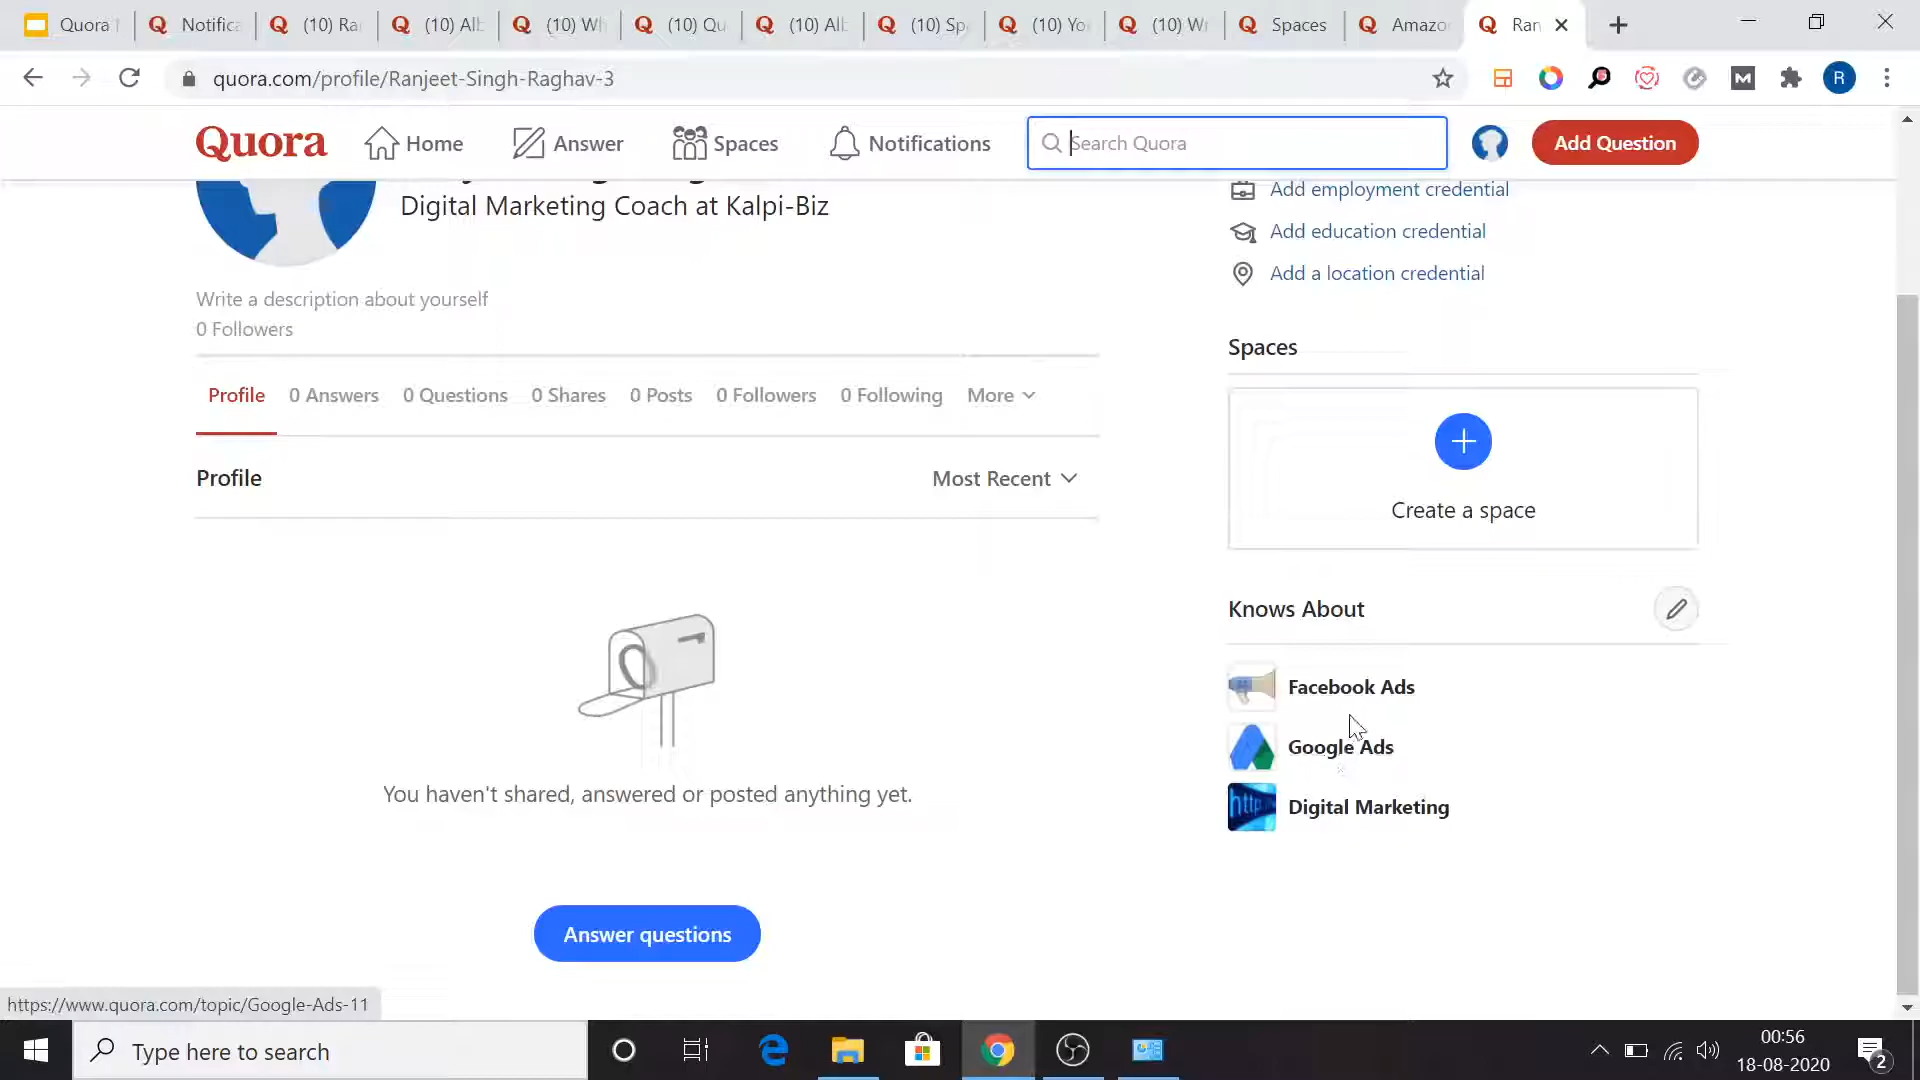 Quora
Notifica
(10) Ra
(10) Alt
(10) Wh
(10) Qu
(10) Alt
(10) Sp
(10) Yo
(10) Wr
Spaces
Amazo
Ran
quora.com/profile/Ranjeet-Singh-Raghav-3
M
R
Quora
Home
Answer
Spaces
Notifications
Search Quora
Add Question
Digital Marketing Coach at Kalpi-Biz
Write a description about yourself
0 Followers
Profile
0 Answers
0 Questions
0 Shares
0 Posts
0 Followers
0 Following
More
Profile
Most Recent
You haven't shared, answered or posted anything yet.
Answer questions
Add employment credential
Add education credential
Add a location credential
Spaces
Create a space
Knows About
Facebook Ads
Google Ads
http
Digital Marketing
https://www.quora.com/topic/Google-Ads-11
Type here to search
00:56
18-08-2020
2